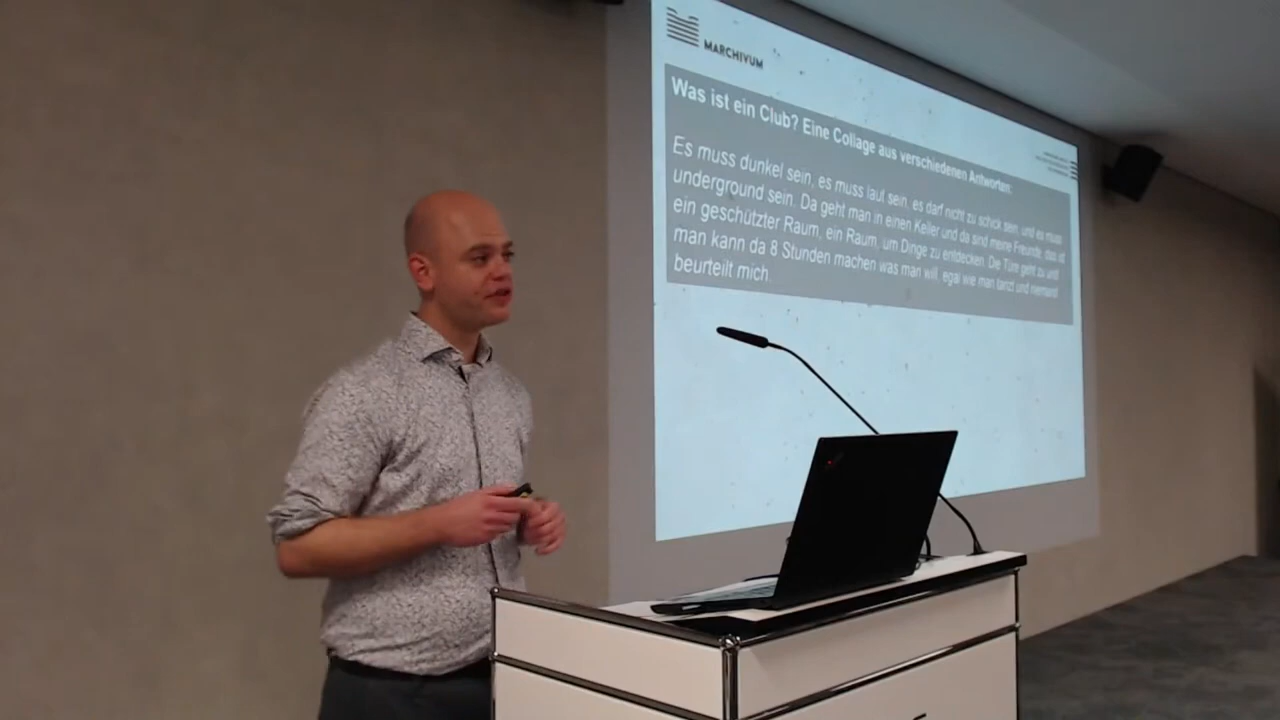 MARCHIVUM
Was ist ein Club? Eine Collage aus verschiedenen Antworten:
Es muss dunkel sein, es muss laut sein, es darf nicht zu schick sein, und es muss
underground sein. Da geht man in einen Keller und da sind meine Freunde, das ist
ein geschützter Raum, ein Raum, um Dinge zu entdecken. Die Türe geht zu und
man kann da 8 Stunden machen was man will, egal wie man tanzt und niemand
beurteilt mich.